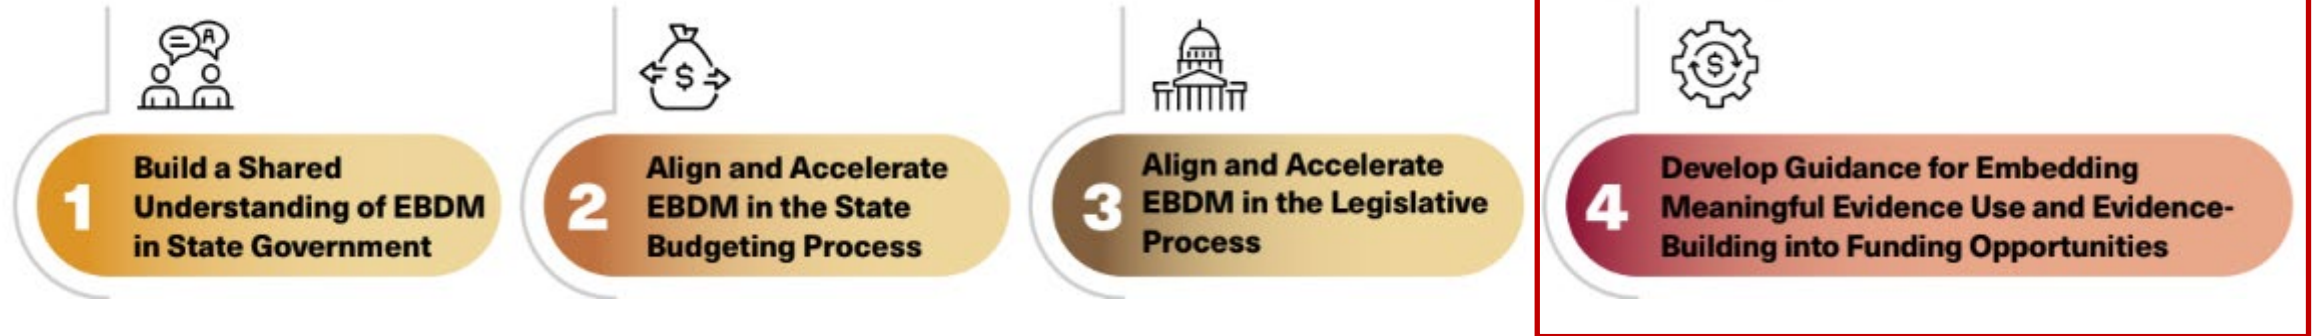 1
Build a Shared
Understanding of EBDM
in State Government
2
Align and Accelerate
EBDM in the State
Budgeting Process
3
Align and Accelerate
EBDM in the Legislative
Process
4
Develop Guidance for Embedding
Meaningful Evidence Use and Evidence-
Building into Funding Opportunities
A
$
$